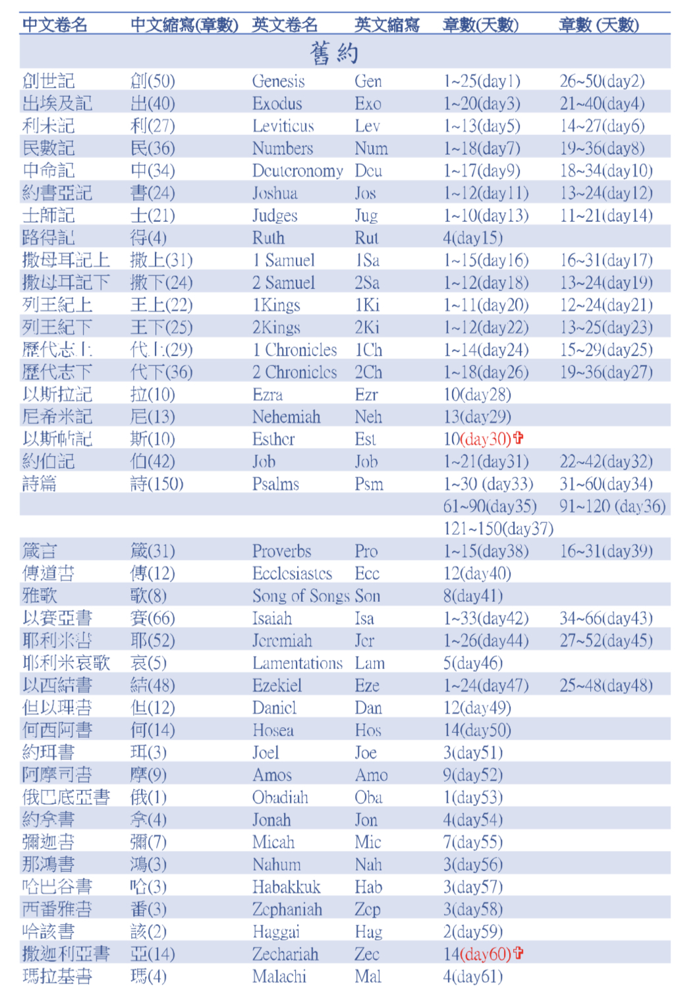 中文卷名 中文縮寫(章數) 英文卷名 英文縮寫 章數(天數) 章數 (天數)
舊約
創世記 創(50) Genesis Gen 1~25(day1) 26~50(day2)
出埃及記 出(40) Exodus Exo 1~20(day3) 21~40(day4)
利未記 利(27) Leviticus Lev 1~13(day5) 14~27(day6)
民數記 民(36) Numbers Num 1~18(day7) 19~36(day8)
申命記 申(34) Deuteronomy Deu 1~17(day9) 18~34(day10)
約書亞記 書(24) Joshua Jos 1~12(day11) 13~24(day12)
士師記 士(21) Judges Jug 1~10(day13) 11~21(day14)
路得記 得(4) Ruth Rut 4(day15)
撒母耳記上 撒上(31) 1 Samuel 1Sa 1~15(day16) 16~31(day17)
撒母耳記下 撒下(24) 2 Samuel 2Sa 1~12(day18) 13~24(day19)
列王紀上 王上(22) 1Kings 1Ki 1~11(day20) 12~24(day21)
列王紀下 王下(25) 2Kings 2Ki 1~12(day22) 13~25(day23)
歷代志上 代上(29) 1 Chronicles 1Ch 1~14(day24) 15~29(day25)
歷代志下 代下(36) 2 Chronicles 2Ch 1~18(day26) 19~36(day27)
以斯拉記 拉(10) Ezra Ezr 10(day28)
尼希米記 尼(13) Nehemiah Neh 13(day29)
以斯帖記 斯(10) Esther Est 10(day30)✞
約伯記 伯(42) Job Job 1~21(day31) 22~42(day32)
詩篇 詩(150) Psalms Psm 1~30 (day33) 31~60(day34)
61~90(day35) 91~120 (day36)
121~150(day37)
箴言 箴(31) Proverbs Pro 1~15(day38) 16~31(day39)
傳道書 傳(12) Ecclesiastes Ecc 12(day40)
雅歌 歌(8) Song of Songs Son 8(day41)
以賽亞書 賽(66) Isaiah Isa 1~33(day42) 34~66(day43)
耶利米書 耶(52) Jeremiah Jer 1~26(day44) 27~52(day45)
耶利米哀歌 哀(5) Lamentations Lam 5(day46)
以西結書 結(48) Ezekiel Eze 1~24(day47) 25~48(day48)
但以理書 但(12) Daniel Dan 12(day49)
何西阿書 何(14) Hosea Hos 14(day50)
約珥書 珥(3) Joel Joe 3(day51)
阿摩司書 摩(9) Amos Amo 9(day52)
俄巴底亞書 俄(1) Obadiah Oba 1(day53)
約拿書 拿(4) Jonah Jon 4(day54)
彌迦書 彌(7) Micah Mic 7(day55)
那鴻書 鴻(3) Nahum Nah 3(day56)
哈巴谷書 哈(3) Habakkuk Hab 3(day57)
西番雅書 番(3) Zephaniah Zep 3(day58)
哈該書 該(2) Haggai Hag 2(day59)
撒迦利亞書 亞(14) Zechariah Zec 14(day60)✞
瑪拉基書 瑪(4) Malachi Mal 4(day61)